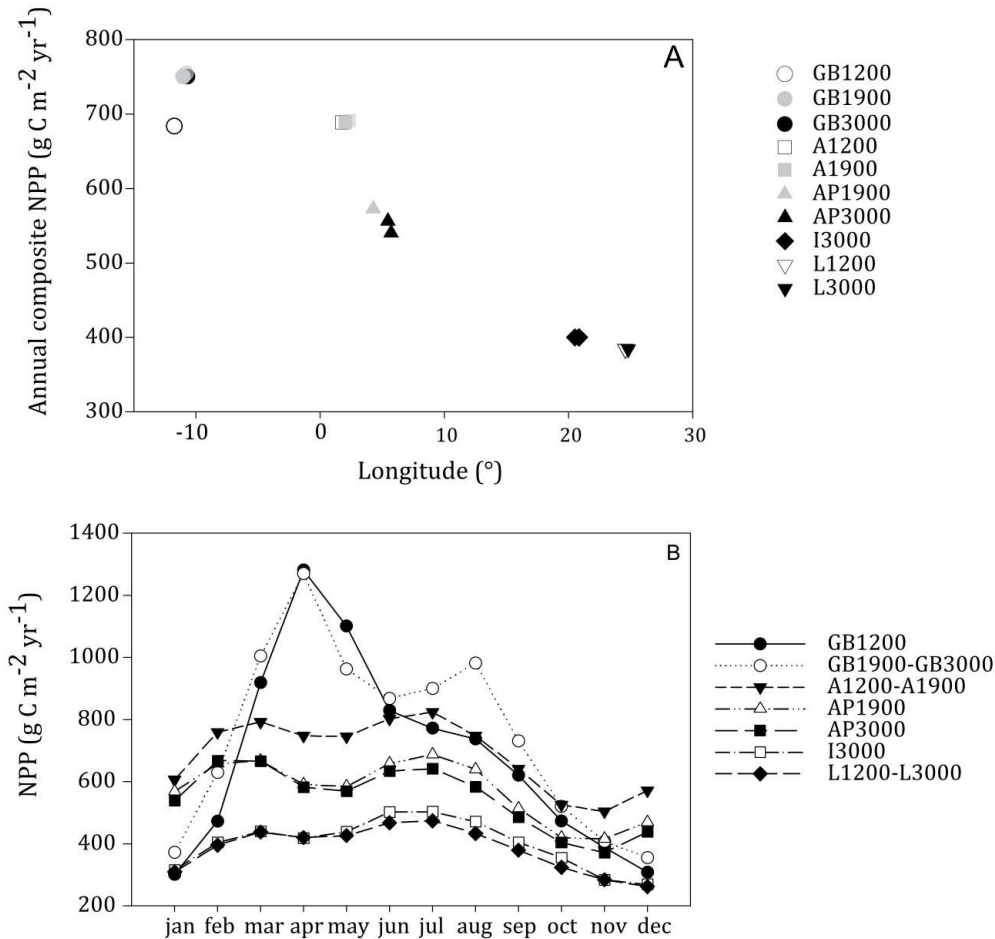 A
Annual composite NPP (g C m⁻² yr⁻¹)
800
700
600
500
400
300
-10 0 10 20 30
Longitude (°)
GB1200
GB1900
GB3000
A1200
A1900
AP1900
AP3000
I3000
L1200
L3000
B
NPP (g C m⁻² yr⁻¹)
1400
1200
1000
800
600
400
200
jan feb mar apr may jun jul aug sep oct nov dec
GB1200
GB1900-GB3000
A1200-A1900
AP1900
AP3000
I3000
L1200-L3000